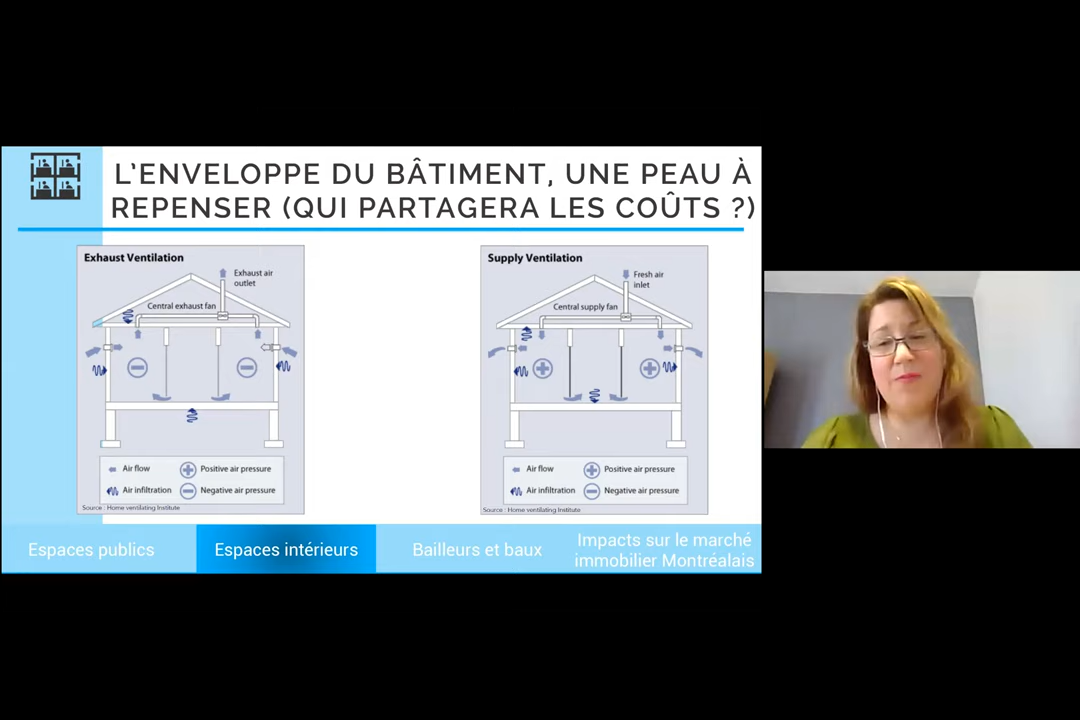 L'ENVELOPPE DU BÂTIMENT, UNE PEAU À
REPENSER (QUI PARTAGERA LES COÛTS ?)
Exhaust Ventilation
Exhaust air
outlet
Central exhaust fan
Air flow
Positive air pressure
Air infiltration
Negative air pressure
Source : Home ventilating Institute
Supply Ventilation
Fresh air
inlet
Central supply fan
Air flow
Positive air pressure
Air infiltration
Negative air pressure
Source : Home ventilating Institute
Espaces publics
Espaces intérieurs
Bailleurs et baux
Impacts sur le marché
immobilier Montréalais